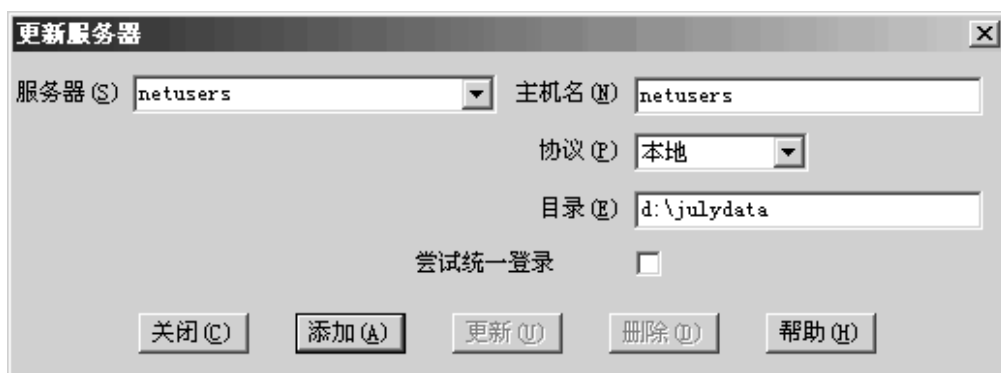 更新服务器
服务器(S) netusers 主机名(N) netusers
协议(P) 本地
目录(E) d:\julydata
尝试统一登录
关闭(C) 添加(A) 更新(U) 删除(D) 帮助(H)